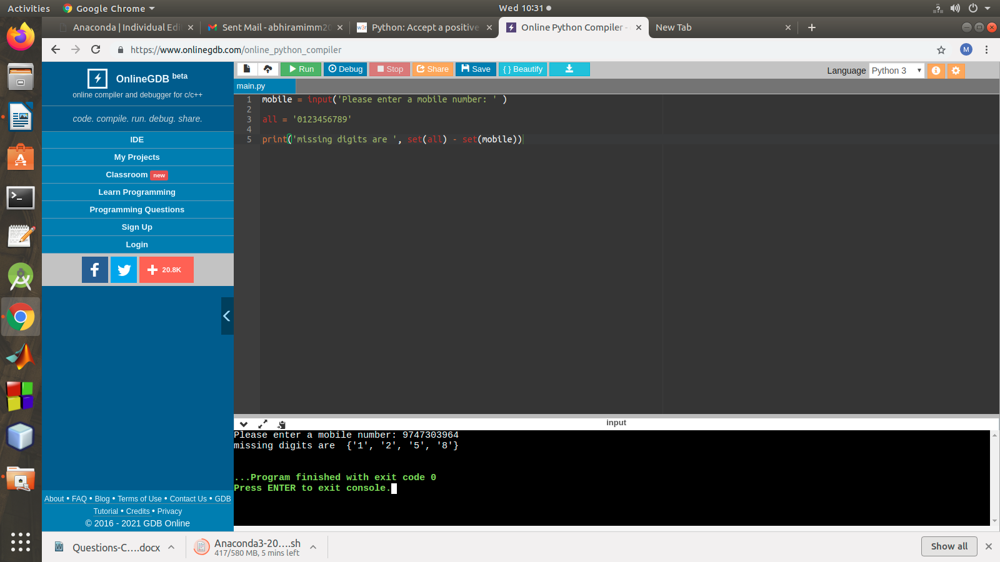 Activities
Google Chrome
Wed 10:31
Anaconda | Individual Edi
Sent Mail - abhiramimm20
w3r
Python: Accept a positive
Online Python Compiler -
New Tab
https://www.onlinegdb.com/online_python_compiler
M
OnlineGDB beta
online compiler and debugger for c/c++
code. compile. run. debug. share.
IDE
My Projects
Classroom new
Learn Programming
Programming Questions
Sign Up
Login
20.8K
About • FAQ • Blog • Terms of Use • Contact Us • GDB
Tutorial • Credits • Privacy
© 2016 - 2021 GDB Online
Run
Debug
Stop
Share
Save
{ } Beautify
Language Python 3
main.py
1 mobile = input('Please enter a mobile number: ' )
2
3 all = '0123456789'
4
5 print('missing digits are ', set(all) - set(mobile))
input
Please enter a mobile number: 9747303964
missing digits are  {'1', '2', '5', '8'}
...Program finished with exit code 0
Press ENTER to exit console.
Questions-C....docx
Anaconda3-20....sh
417/580 MB, 5 mins left
Show all